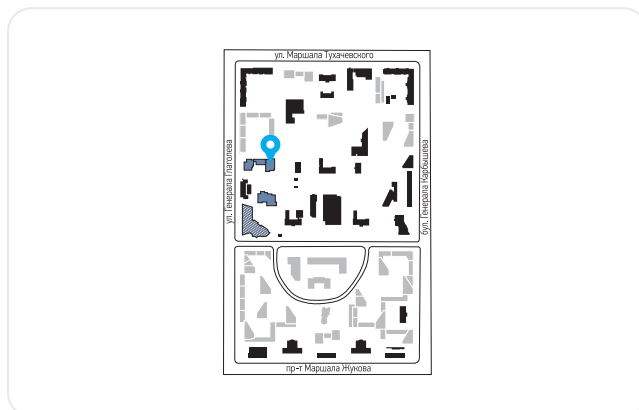 ул. Маршала Тухачевского
ул. Генерала Глаголева
бул. Генерала Карбышева
пр-т Маршала Жукова